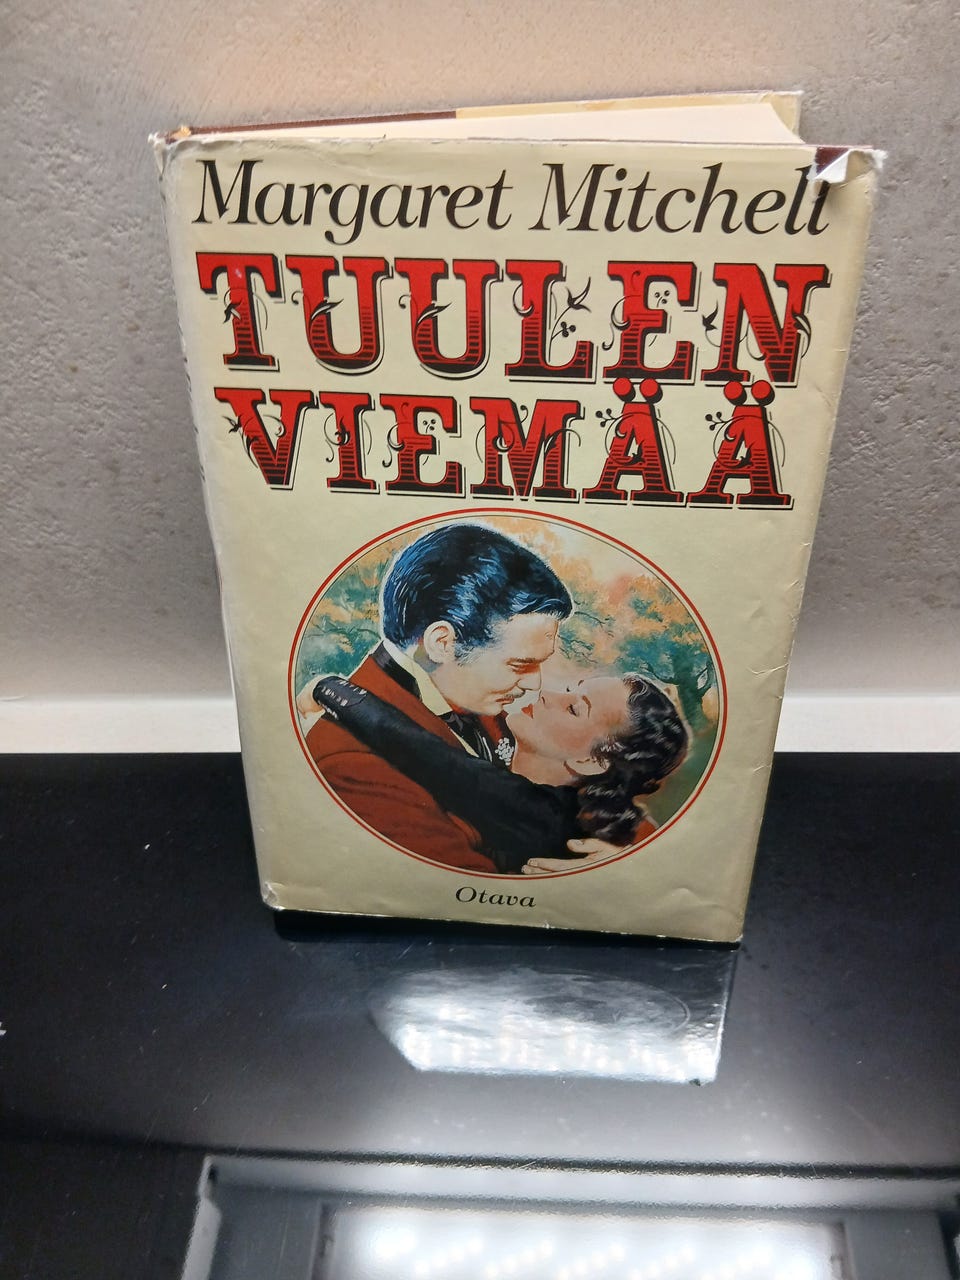 Margaret Mitchell
TUULEN
VIEMÄÄ
Otava